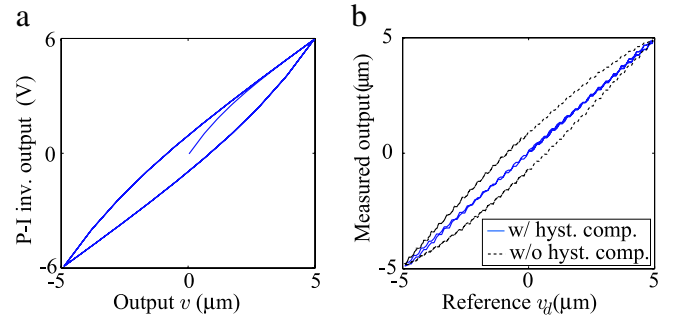 a
6
0
-6
P-I inv. output (V)
-5
0
5
Output v (μm)
b
5
0
-5
Measured output(μm)
w/ hyst. comp.
w/o hyst. comp.
-5
0
5
Reference v_d(μm)